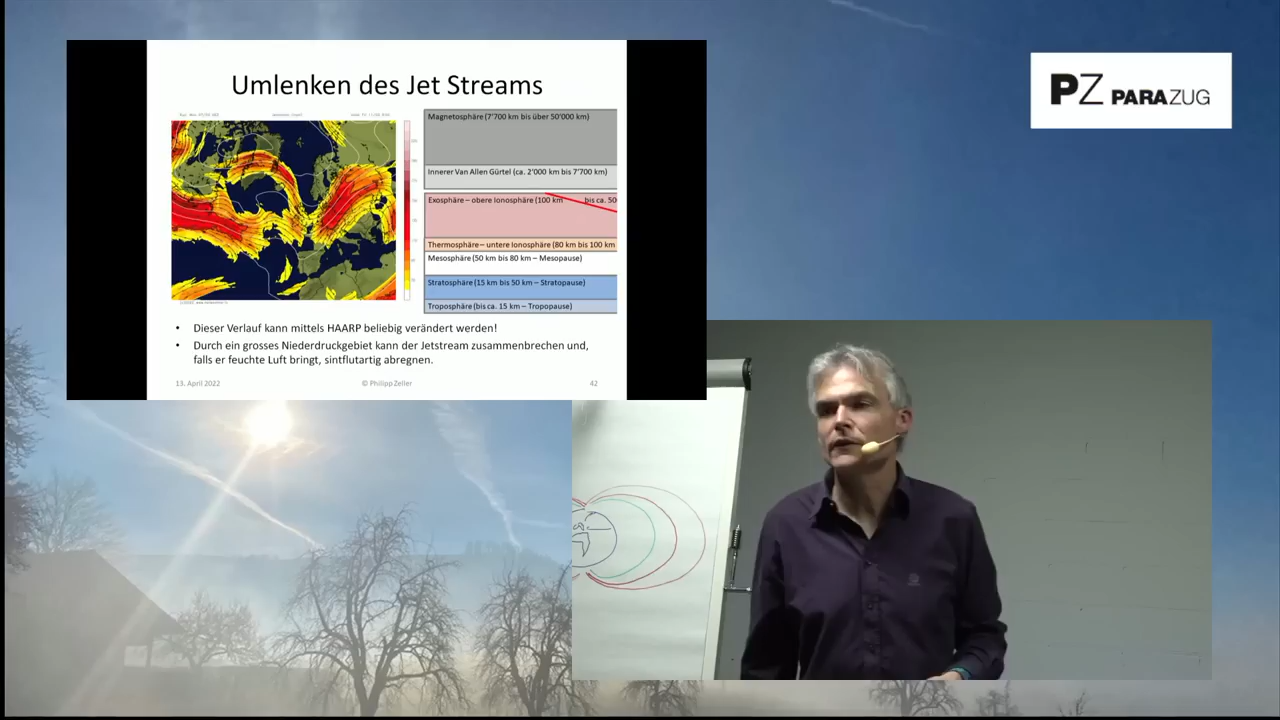 Umlenken des Jet Streams
Magnetosphäre (7'700 km bis über 50'000 km)
Innerer Van Allen Gürtel (ca. 2'000 km bis 7'700 km)
Exosphäre – obere Ionosphäre (100 km bis ca. 50
Thermosphäre – untere Ionosphäre (80 km bis 100 km
Mesosphäre (50 km bis 80 km – Mesopause)
Stratosphäre (15 km bis 50 km – Stratopause)
Troposphäre (bis ca. 15 km – Tropopause)
• Dieser Verlauf kann mittels HAARP beliebig verändert werden!
• Durch ein grosses Niederdruckgebiet kann der Jetstream zusammenbrechen und,
falls er feuchte Luft bringt, sintflutartig abregnen.
13. April 2022
© Philipp Zeller
42
PZ PARAZUG